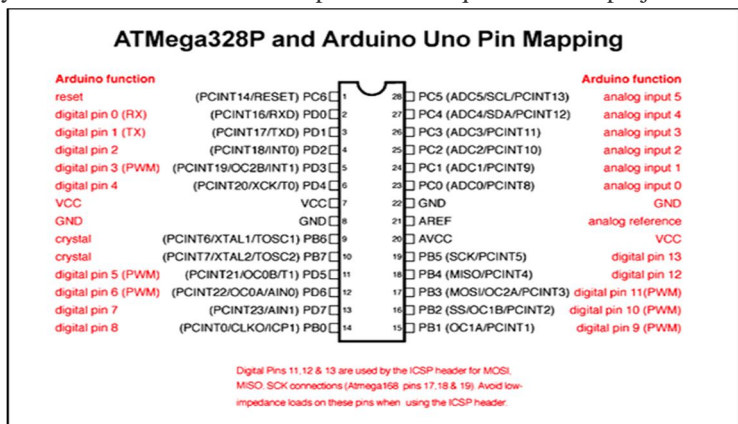 ATMega328P and Arduino Uno Pin Mapping
Arduino function Arduino function
reset (PCINT14/RESET) PC6 1 28 PC5 (ADC5/SCL/PCINT13) analog input 5
digital pin 0 (RX) (PCINT16/RXD) PD0 2 27 PC4 (ADC4/SDA/PCINT12) analog input 4
digital pin 1 (TX) (PCINT17/TXD) PD1 3 26 PC3 (ADC3/PCINT11) analog input 3
digital pin 2 (PCINT18/INT0) PD2 4 25 PC2 (ADC2/PCINT10) analog input 2
digital pin 3 (PWM) (PCINT19/OC2B/INT1) PD3 5 24 PC1 (ADC1/PCINT9) analog input 1
digital pin 4 (PCINT20/XCK/T0) PD4 6 23 PC0 (ADC0/PCINT8) analog input 0
VCC VCC 7 22 GND GND
GND GND 8 21 AREF analog reference
crystal (PCINT6/XTAL1/TOSC1) PB6 9 20 AVCC VCC
crystal (PCINT7/XTAL2/TOSC2) PB7 10 19 PB5 (SCK/PCINT5) digital pin 13
digital pin 5 (PWM) (PCINT21/OC0B/T1) PD5 11 18 PB4 (MISO/PCINT4) digital pin 12
digital pin 6 (PWM) (PCINT22/OC0A/AIN0) PD6 12 17 PB3 (MOSI/OC2A/PCINT3) digital pin 11(PWM)
digital pin 7 (PCINT23/AIN1) PD7 13 16 PB2 (SS/OC1B/PCINT2) digital pin 10 (PWM)
digital pin 8 (PCINT0/CLKO/ICP1) PB0 14 15 PB1 (OC1A/PCINT1) digital pin 9 (PWM)
Digital Pins 11,12 & 13 are used by the ICSP header for MOSI,
MISO, SCK connections (Atmega168 pins 17,18 & 19). Avoid low-
impedance loads on these pins when using the ICSP header.